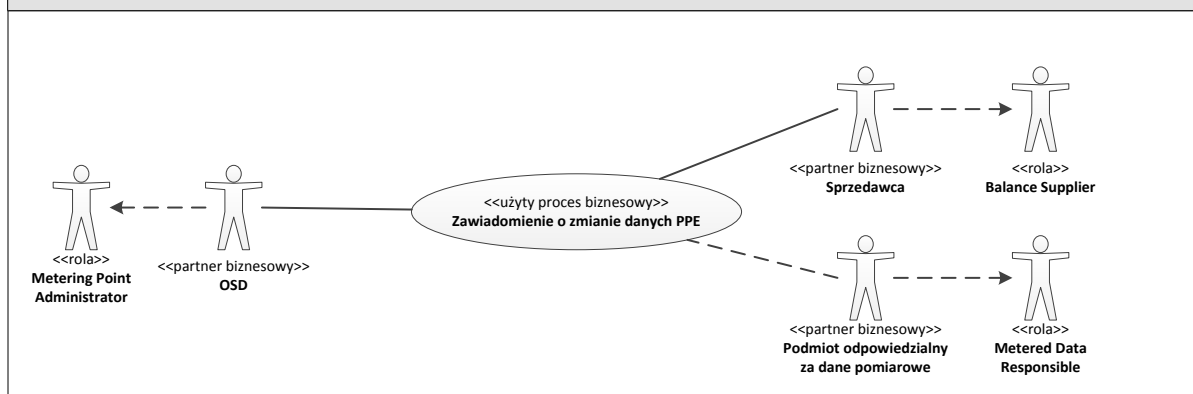 <<partner biznesowy>>
Sprzedawca
<<rola>>
Balance Supplier
<<użyty proces biznesowy>>
Zawiadomienie o zmianie danych PPE
<<rola>>
Metering Point
Administrator
<<partner biznesowy>>
OSD
<<partner biznesowy>>
Podmiot odpowiedzialny
za dane pomiarowe
<<rola>>
Metered Data
Responsible